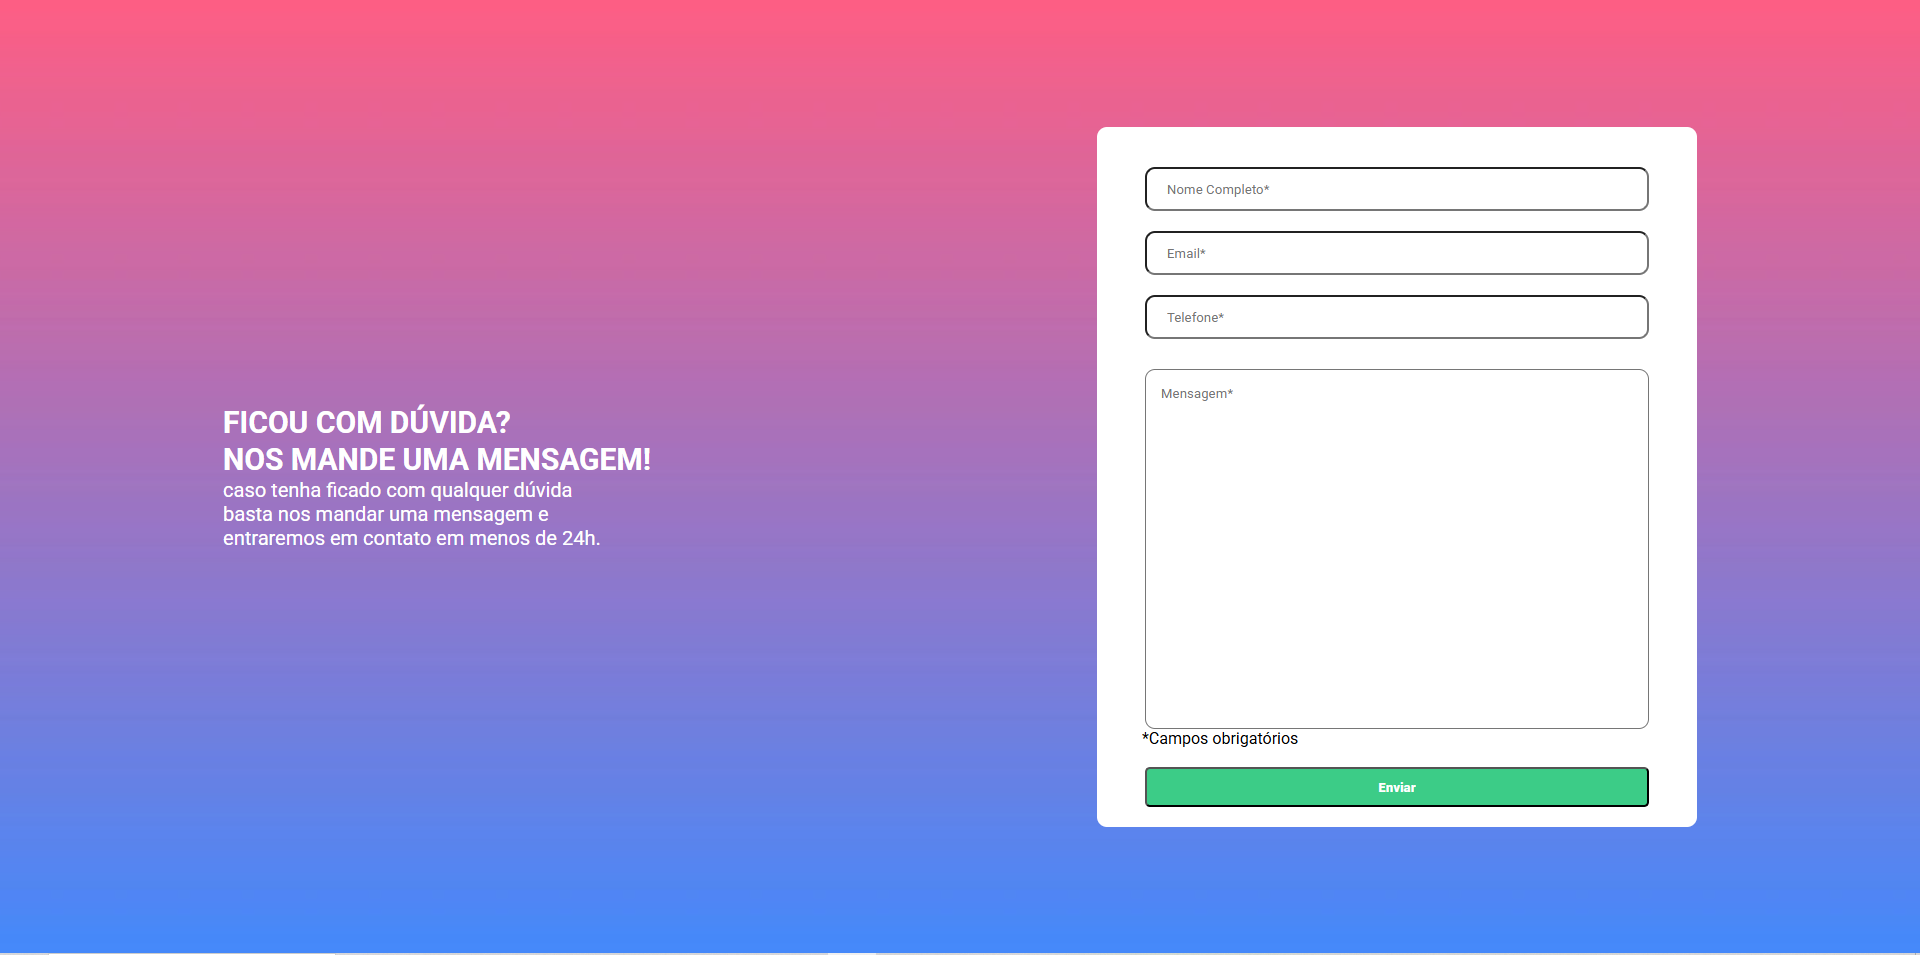 FICOU COM DÚVIDA?
NOS MANDE UMA MENSAGEM!
caso tenha ficado com qualquer dúvida
basta nos mandar uma mensagem e
entraremos em contato em menos de 24h.
Nome Completo*
Email*
Telefone*
Mensagem*
*Campos obrigatórios
Enviar